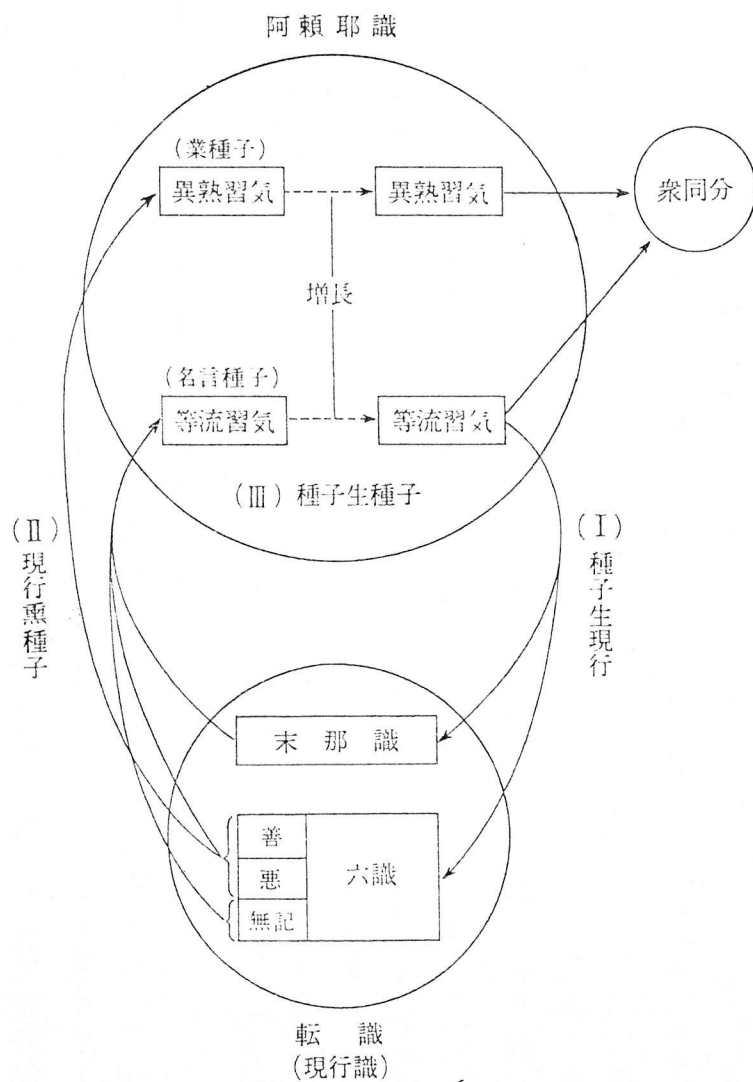 阿頼耶識
(業種子)
異熟習気
異熟習気
衆同分
増長
(名言種子)
等流習気
等流習気
(III)種子生種子
(II)
現行熏種子
(I)
種子生現行
末那識
善
悪
無記
六識
転識
(現行識)